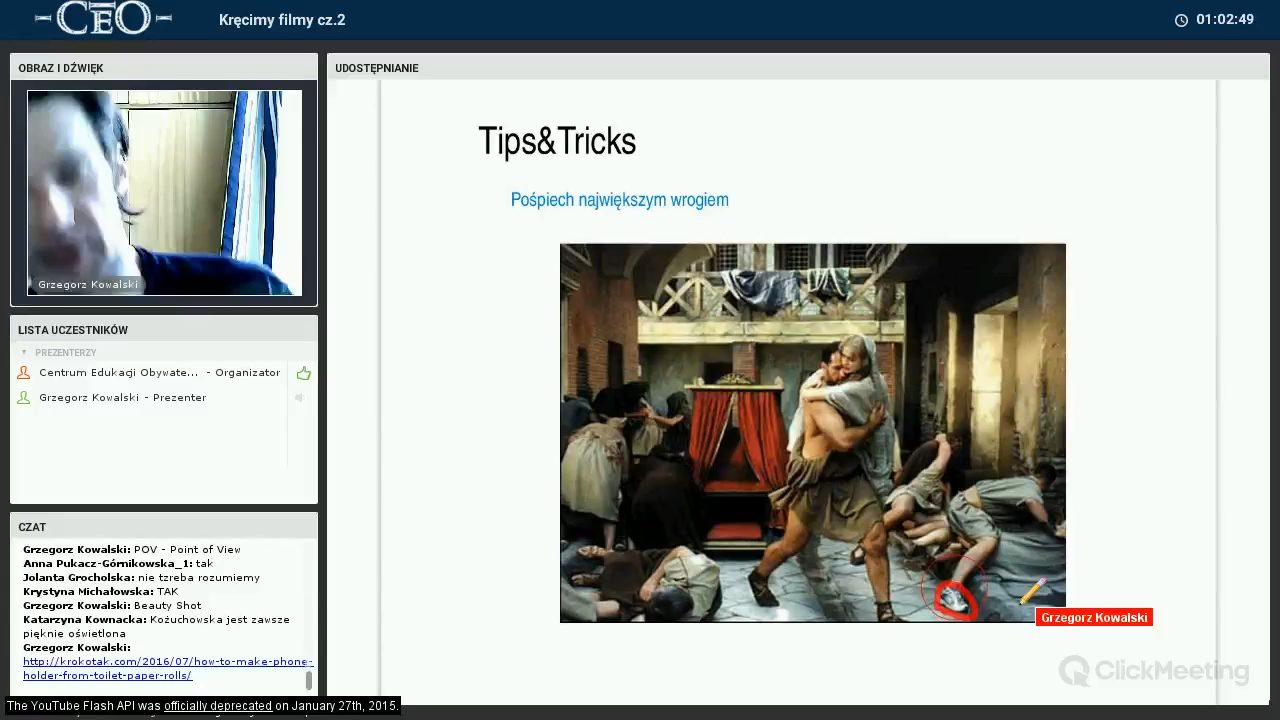 CEO
Kręcimy filmy cz.2
01:02:49
OBRAZ I DŹWIĘK
Grzegorz Kowalski
LISTA UCZESTNIKÓW
PREZENTERZY
Centrum Edukacji Obywate... - Organizator
Grzegorz Kowalski - Prezenter
CZAT
Grzegorz Kowalski: POV - Point of View
Anna Pukacz-Górnikowska_1: tak
Jolanta Grocholska: nie tzreba rozumiemy
Krystyna Michałowska: TAK
Grzegorz Kowalski: Beauty Shot
Katarzyna Kownacka: Kożuchowska jest zawsze
pięknie oświetlona
Grzegorz Kowalski:
http://krokotak.com/2016/07/how-to-make-phone-
holder-from-toilet-paper-rolls/
The YouTube Flash API was officially deprecated on January 27th, 2015.
UDOSTĘPNIANIE
Tips&Tricks
Pośpiech największym wrogiem
Grzegorz Kowalski
ClickMeeting